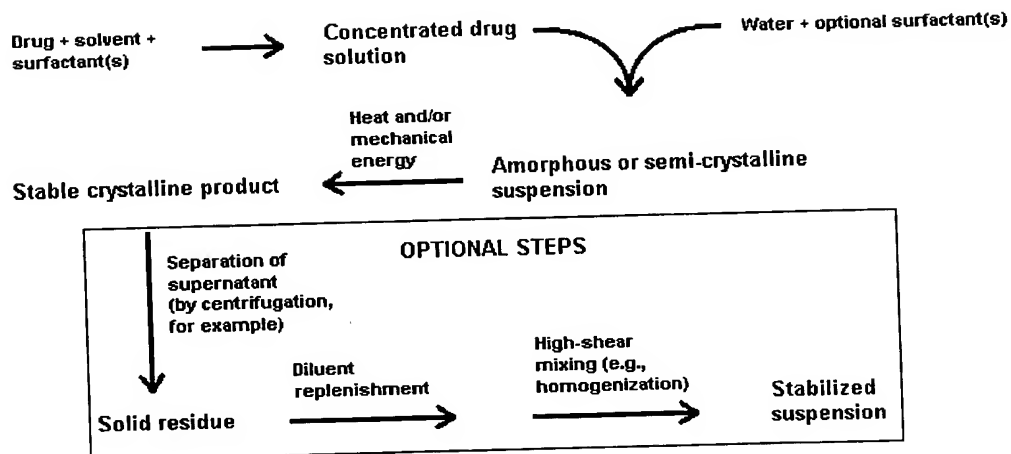 Drug + solvent +
surfactant(s)
Concentrated drug
solution
Water + optional surfactant(s)
Heat and/or
mechanical
energy
Amorphous or semi-crystalline
suspension
Stable crystalline product
OPTIONAL STEPS
Separation of
supernatant
(by centrifugation,
for example)
Diluent
replenishment
High-shear
mixing (e.g.,
homogenization)
Solid residue
Stabilized
suspension